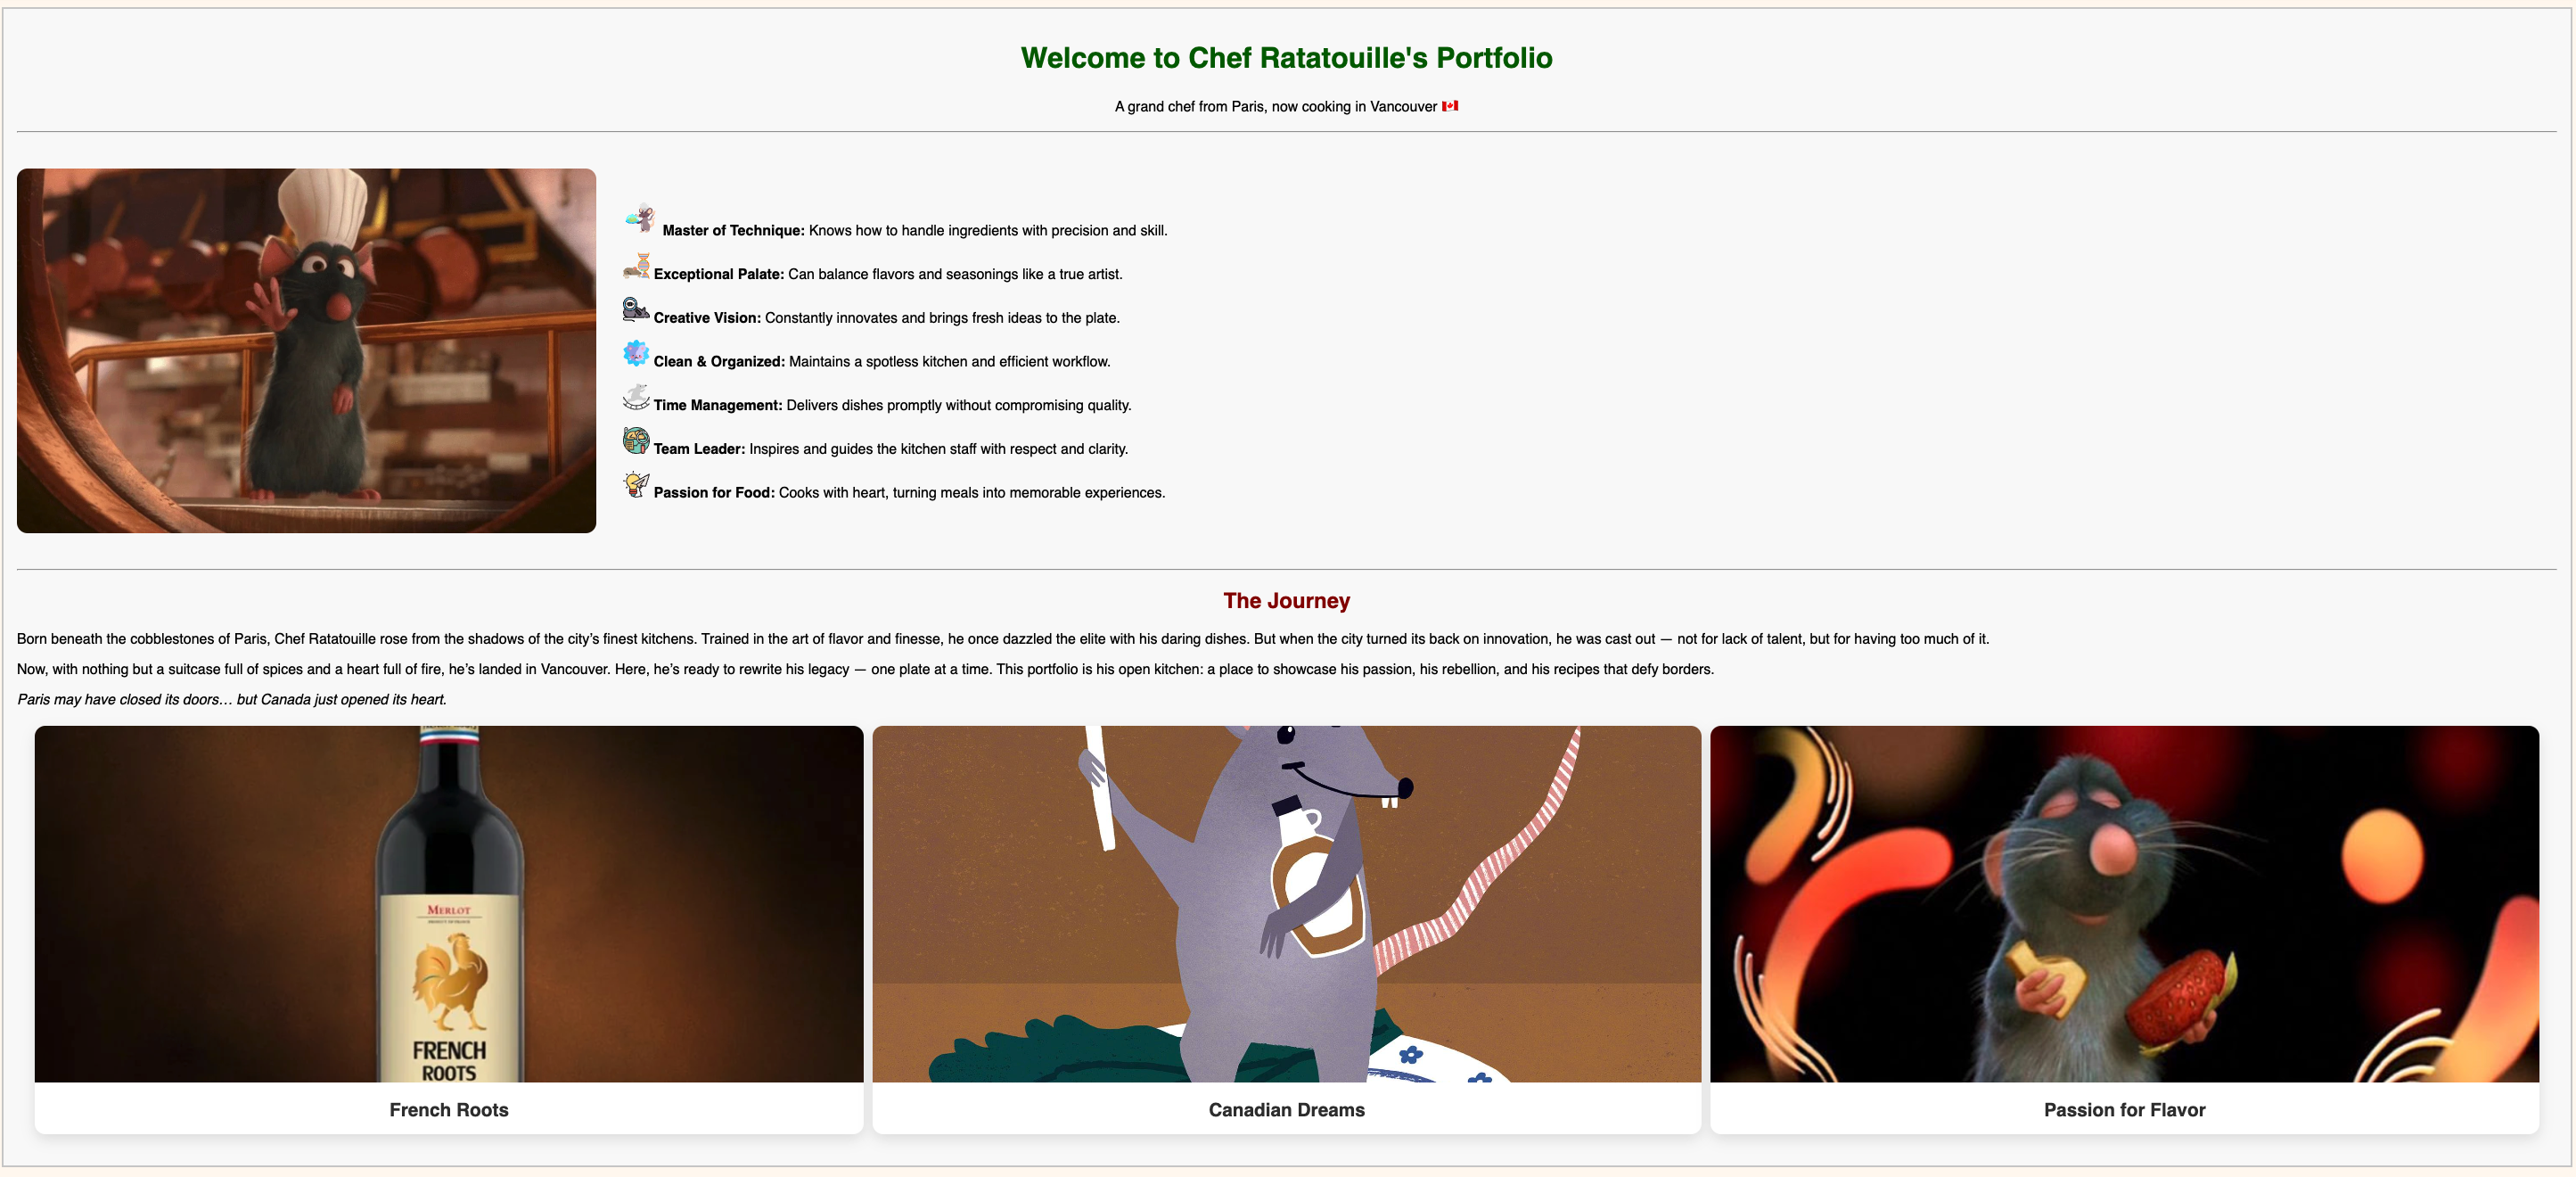 Welcome to Chef Ratatouille's Portfolio
A grand chef from Paris, now cooking in Vancouver 🇨🇦
Master of Technique: Knows how to handle ingredients with precision and skill.
Exceptional Palate: Can balance flavors and seasonings like a true artist.
Creative Vision: Constantly innovates and brings fresh ideas to the plate.
Clean & Organized: Maintains a spotless kitchen and efficient workflow.
Time Management: Delivers dishes promptly without compromising quality.
Team Leader: Inspires and guides the kitchen staff with respect and clarity.
Passion for Food: Cooks with heart, turning meals into memorable experiences.
The Journey
Born beneath the cobblestones of Paris, Chef Ratatouille rose from the shadows of the city’s finest kitchens. Trained in the art of flavor and finesse, he once dazzled the elite with his daring dishes. But when the city turned its back on innovation, he was cast out — not for lack of talent, but for having too much of it.
Now, with nothing but a suitcase full of spices and a heart full of fire, he’s landed in Vancouver. Here, he’s ready to rewrite his legacy — one plate at a time. This portfolio is his open kitchen: a place to showcase his passion, his rebellion, and his recipes that defy borders.
Paris may have closed its doors… but Canada just opened its heart.
MERLOT
PRODUCT OF FRANCE
FRENCH
ROOTS
French Roots
Canadian Dreams
Passion for Flavor